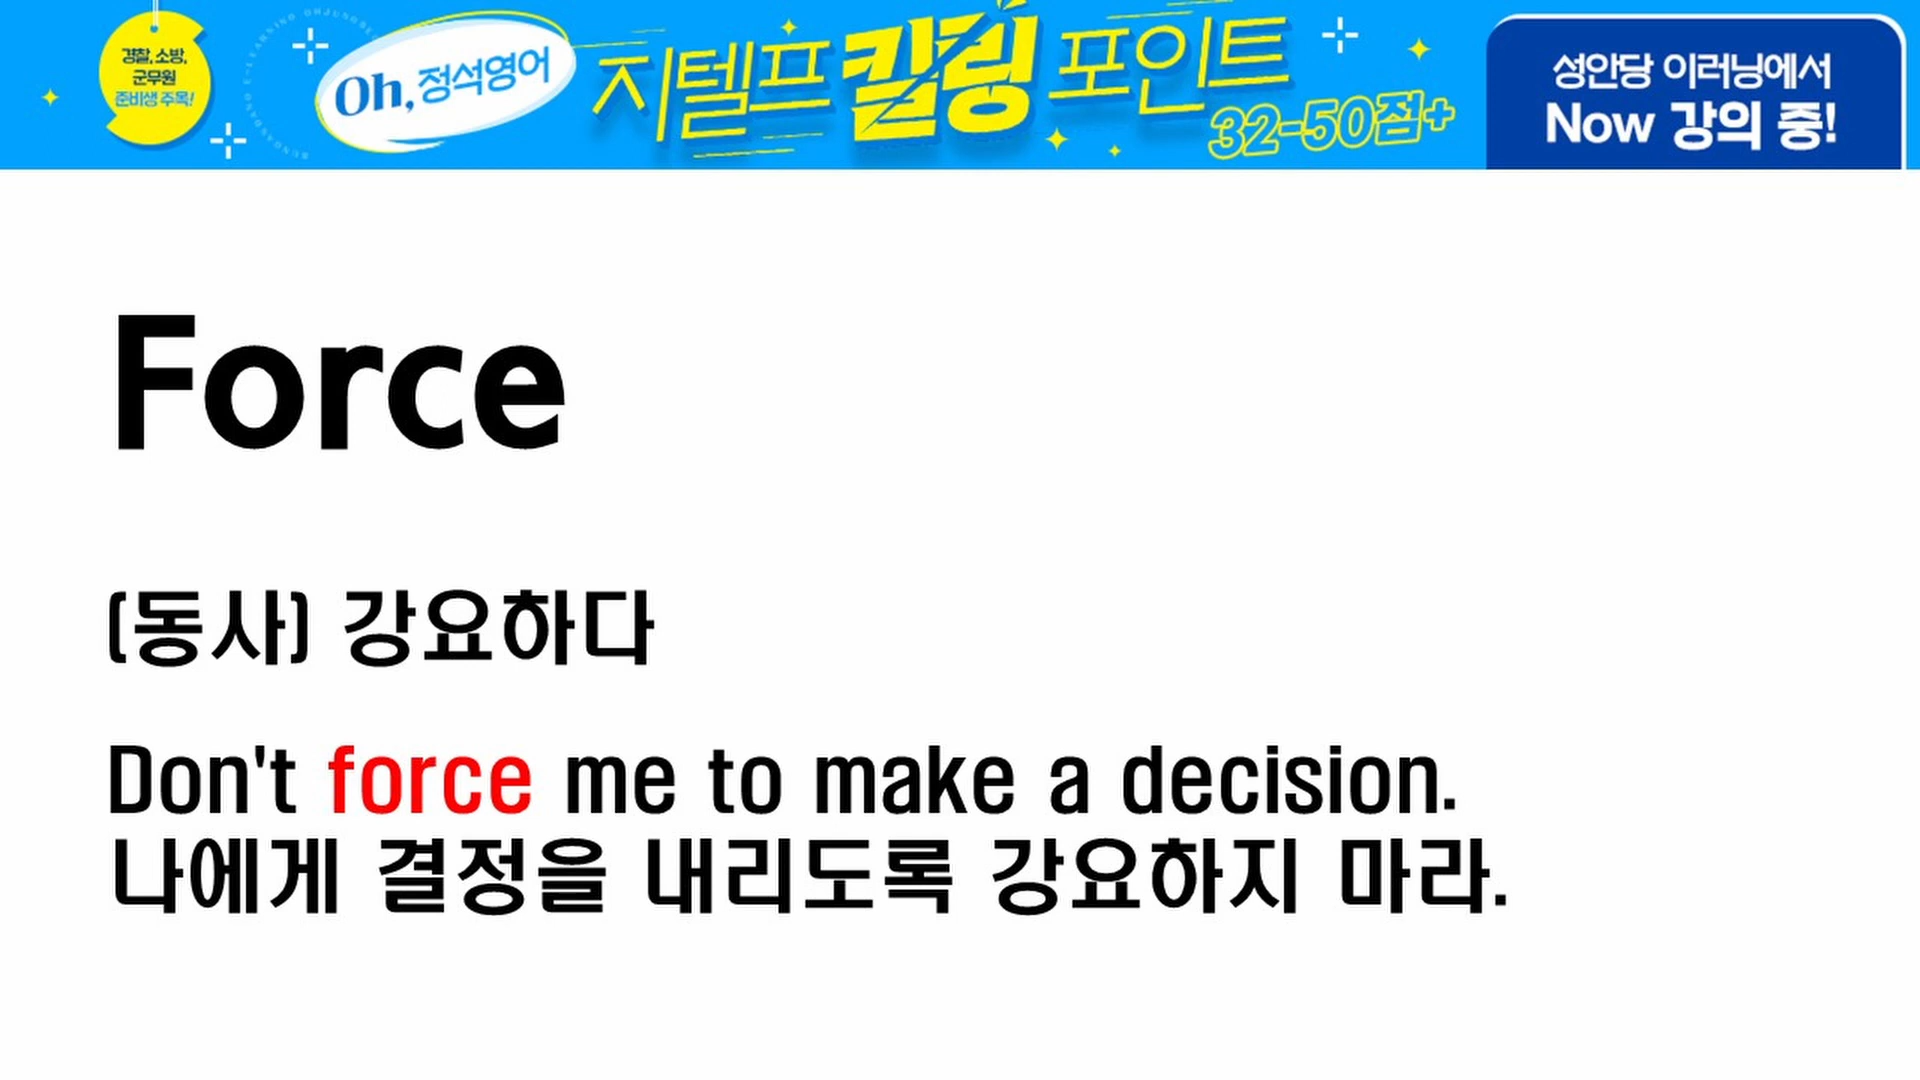 경찰, 소방,
군무원
준비생 주목!
Oh, 정석영어
지텔프 킬링 포인트
32-50점+
성안당 이러닝에서
Now 강의 중!
Force
(동사) 강요하다
Don't force me to make a decision.
나에게 결정을 내리도록 강요하지 마라.